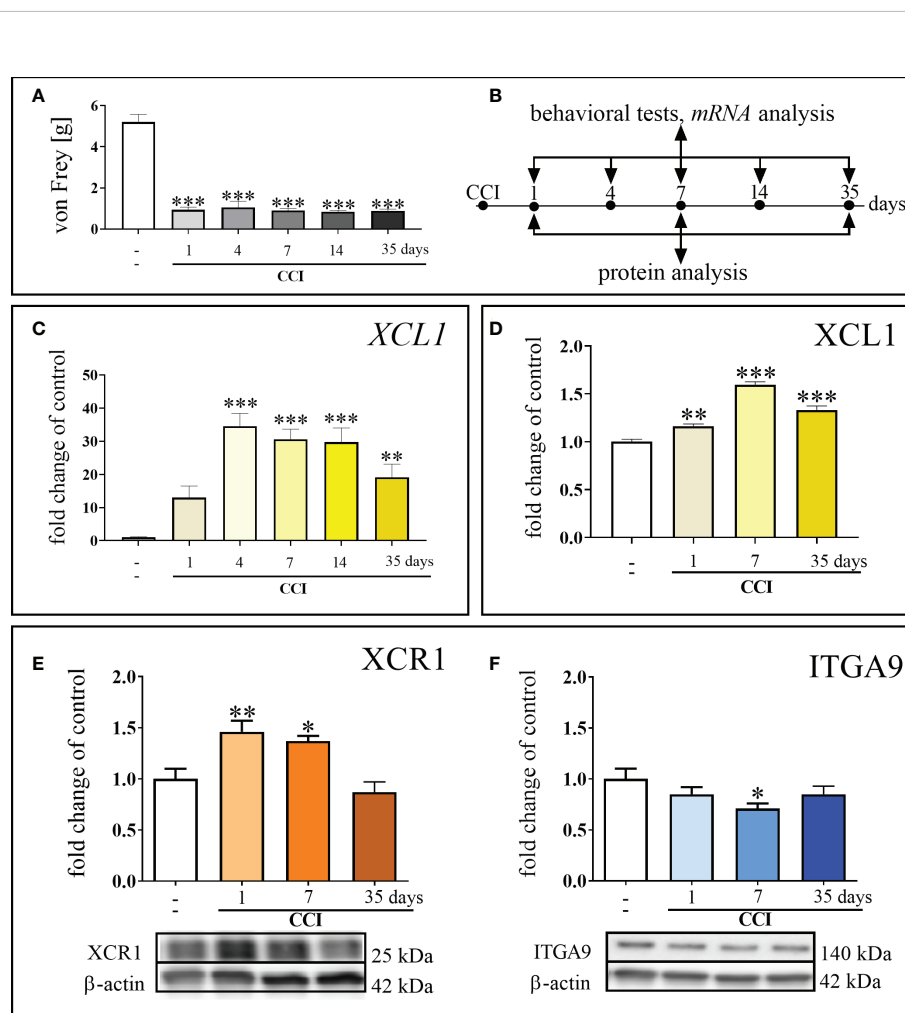 A
6
4
2
0
von Frey [g]
***
***
***
***
***
-
1
4
7
14
35 days
-
CCI
B
behavioral tests, mRNA analysis
CCI
1
4
7
14
35
days
protein analysis
C
XCL1
fold change of control
50
40
30
20
10
0
***
***
***
**
-
1
4
7
14
35 days
-
CCI
D
XCL1
fold change of control
2.0
1.5
1.0
0.5
0.0
**
***
***
-
1
7
35 days
-
CCI
E
XCR1
fold change of control
2.0
1.5
1.0
0.5
0.0
**
*
-
1
7
35 days
-
CCI
XCR1
25 kDa
β-actin
42 kDa
F
ITGA9
fold change of control
2.0
1.5
1.0
0.5
0.0
*
-
1
7
35 days
-
CCI
ITGA9
140 kDa
β-actin
42 kDa